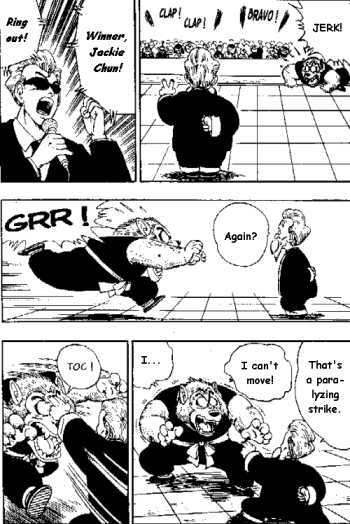 Ring
out!
Winner,
Jackie
Chun!
CLAP!
CLAP!
BRAVO!
JERK!
GRR!
Again?
TOC!
I...
I can't
move!
That's
a para-
lyzing
strike.